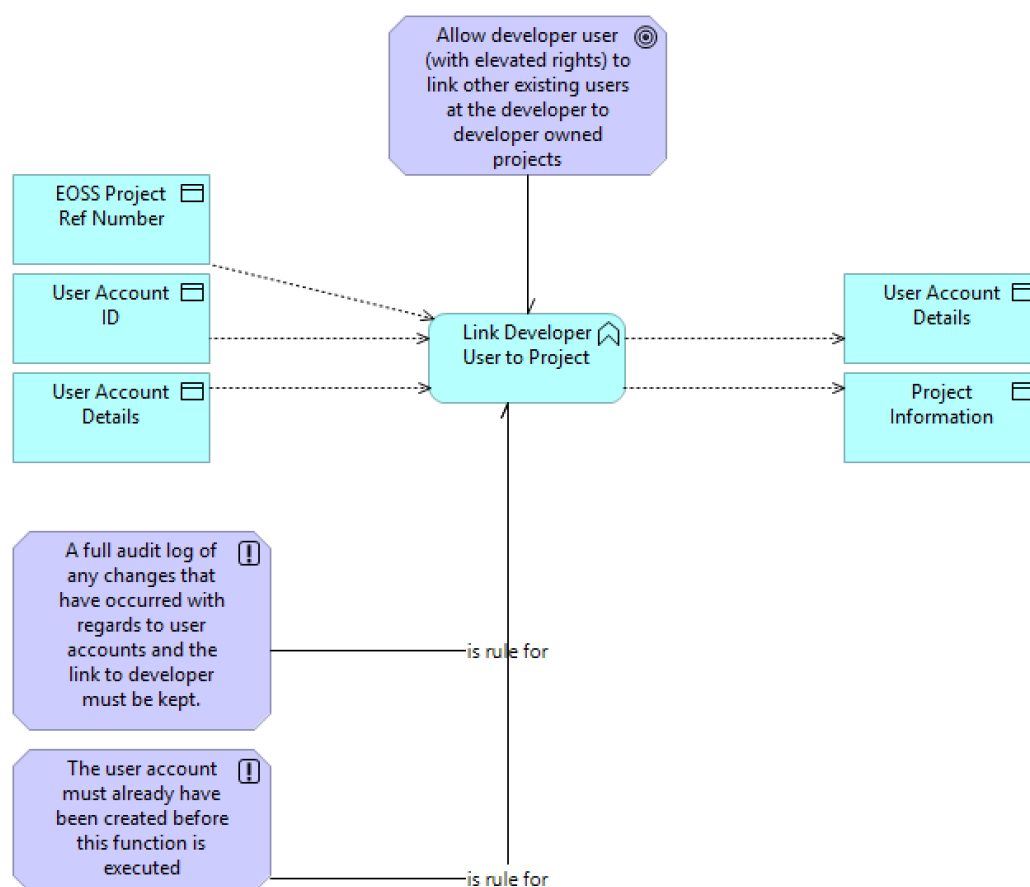 Allow developer user
(with elevated rights) to
link other existing users
at the developer to
developer owned
projects
EOSS Project
Ref Number
User Account
ID
User Account
Details
Link Developer
User to Project
User Account
Details
Project
Information
A full audit log of
any changes that
have occurred with
regards to user
accounts and the
link to developer
must be kept.
is rule for
The user account
must already have
been created before
this function is
executed
is rule for